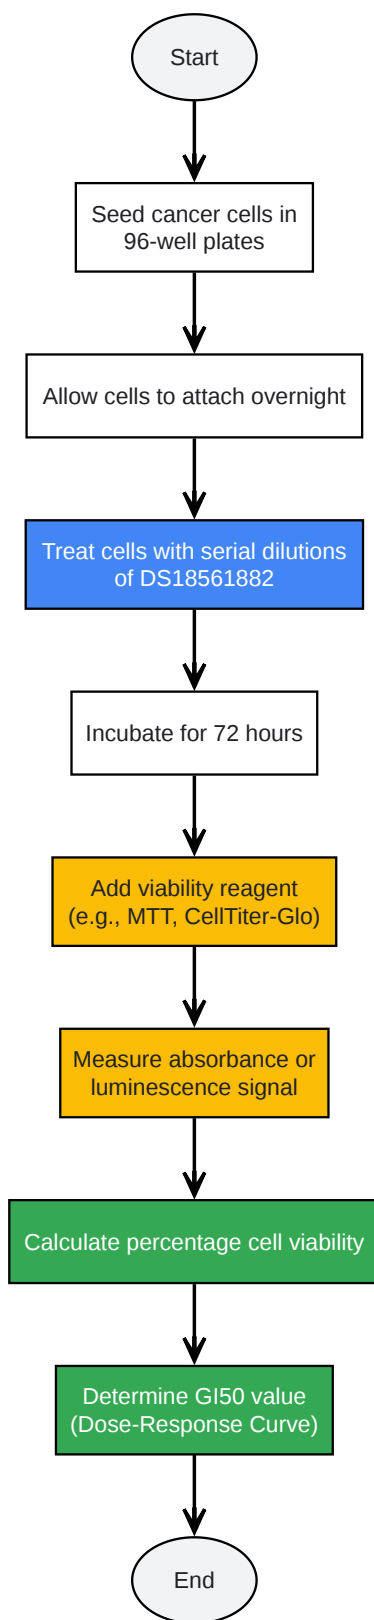 Start
Seed cancer cells in
96-well plates
Allow cells to attach overnight
Treat cells with serial dilutions
of DS18561882
Incubate for 72 hours
Add viability reagent
(e.g., MTT, CellTiter-Glo)
Measure absorbance or
luminescence signal
Calculate percentage cell viability
Determine GI50 value
(Dose-Response Curve)
End